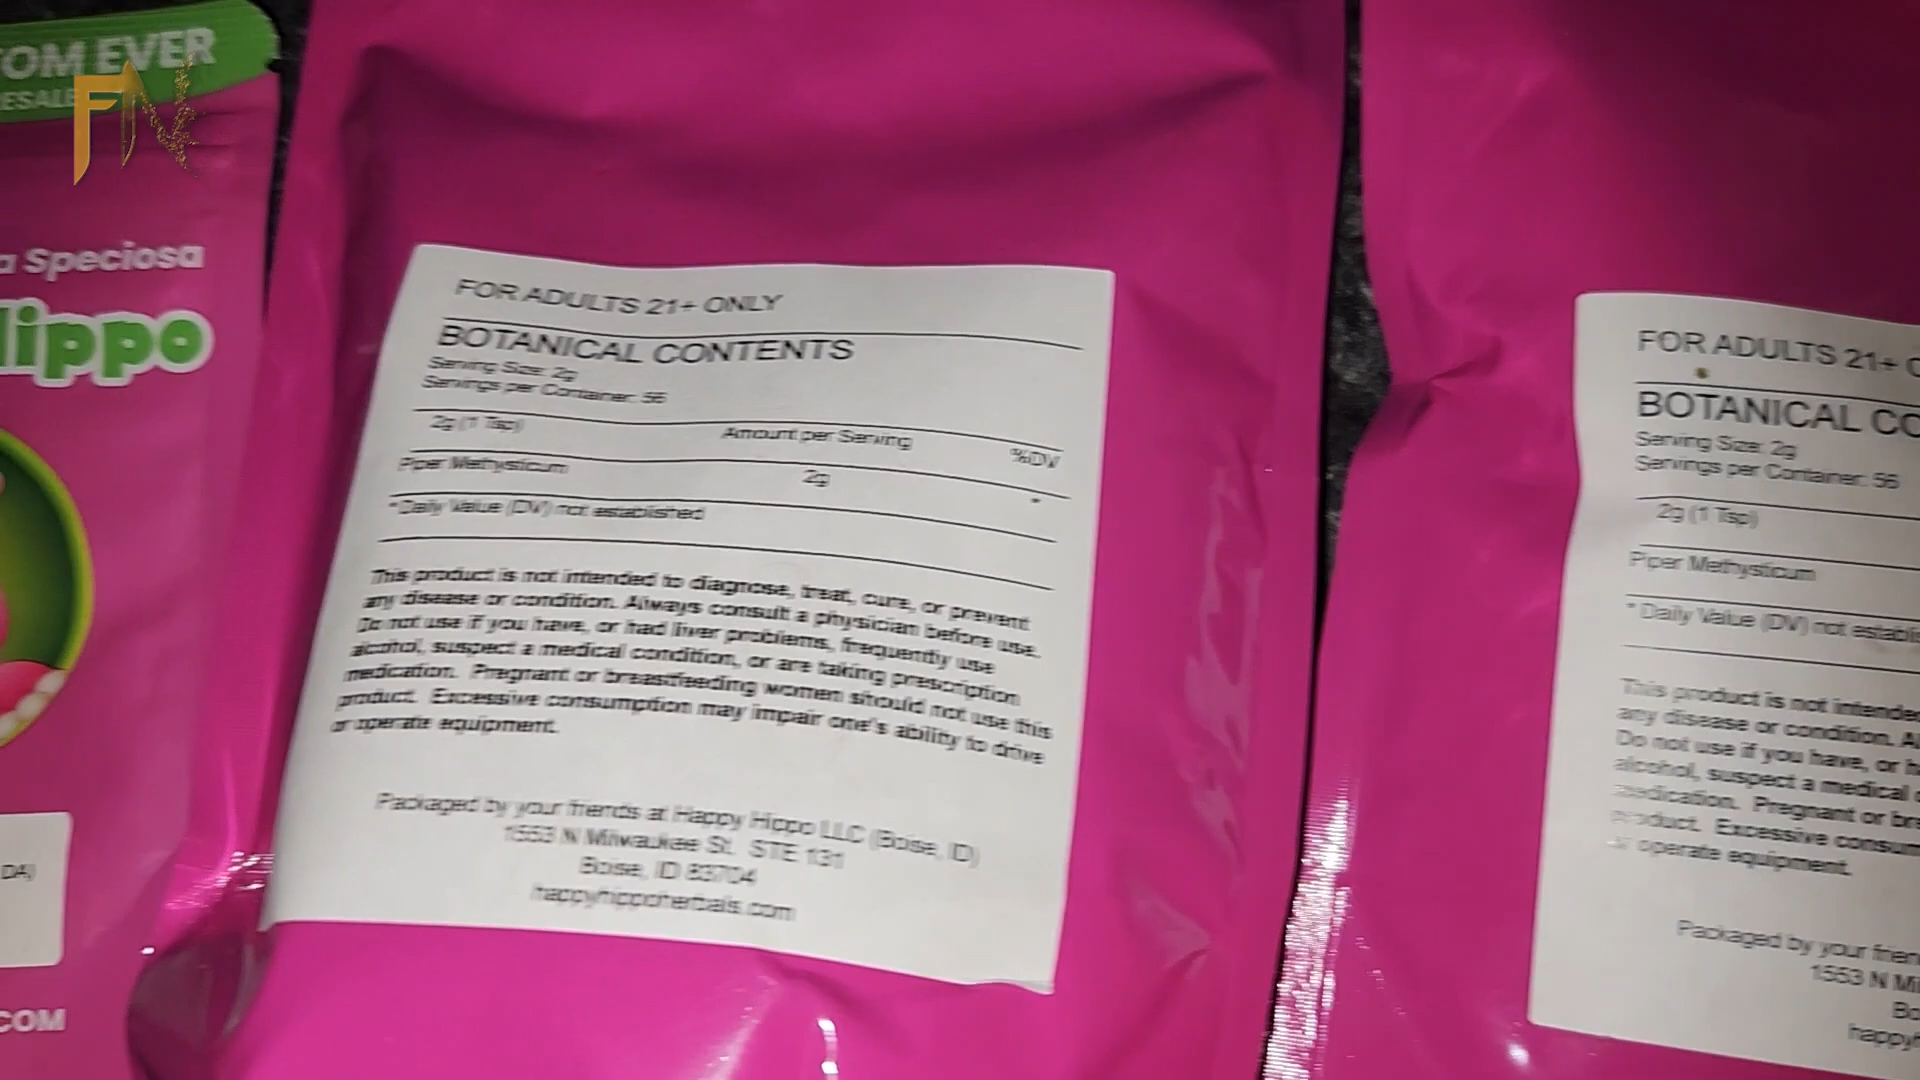 TOM EVER
RESALE
FN
a Speciosa
Hippo
DA)
COM
FOR ADULTS 21+ ONLY
BOTANICAL CONTENTS
Serving Size: 2g
Servings per Container: 56
2g (1 Tsp) Amount per Serving %DV
Piper Methysticum 2g *
* Daily Value (DV) not established
This product is not intended to diagnose, treat, cure, or prevent
any disease or condition. Always consult a physician before use.
Do not use if you have, or had liver problems, frequently use
alcohol, suspect a medical condition, or are taking prescription
medication. Pregnant or breastfeeding women should not use this
product. Excessive consumption may impair one's ability to drive
or operate equipment.
Packaged by your friends at Happy Hippo LLC (Boise, ID)
1553 N Milwaukee St. STE 131
Boise, ID 83704
happyhippoherbals.com
FOR ADULTS 21+ O
BOTANICAL CO
Serving Size: 2g
Servings per Container: 56
2g (1 Tsp)
Piper Methysticum
* Daily Value (DV) not establis
This product is not intended
any disease or condition. Al
Do not use if you have, or h
alcohol, suspect a medical c
medication. Pregnant or bre
product. Excessive consum
or operate equipment.
Packaged by your frien
1553 N Mil
Bo
happyh